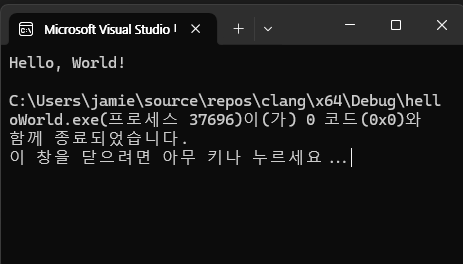 Microsoft Visual Studio
Hello, World!
C:\Users\jamie\source\repos\clang\x64\Debug\hell
oWorld.exe(프로세스 37696)이(가) 0 코드(0x0)와
함께 종료되었습니다.
이 창을 닫으려면 아무 키나 누르세요...